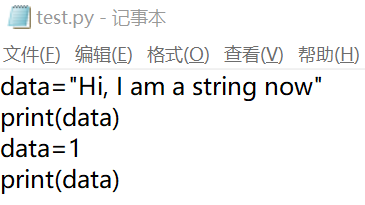 test.py - 记事本
文件(F) 编辑(E) 格式(O) 查看(V) 帮助(H)
data="Hi, I am a string now"
print(data)
data=1
print(data)